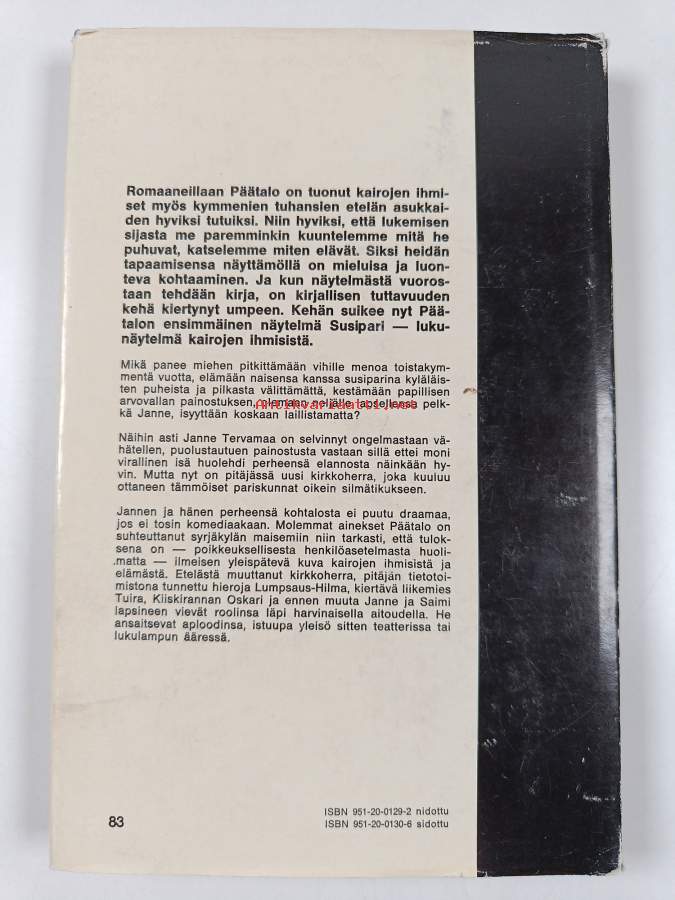 Romaaneillaan Päätalo on tuonut kairojen ihmi-
set myös kymmenien tuhansien etelän asukkai-
den hyviksi tutuiksi. Niin hyviksi, että lukemisen
sijasta me paremminkin kuuntelemme mitä he
puhuvat, katselemme miten elävät. Siksi heidän
tapaamisensa näyttämöllä on mieluisa ja luon-
teva kohtaaminen. Ja kun näytelmästä vuoros-
taan tehdään kirja, on kirjallisen tuttavuuden
kehä kiertynyt umpeen. Kehän suikee nyt Pää-
talon ensimmäinen näytelmä Susipari — luku-
näytelmä kairojen ihmisistä.
Mikä panee miehen pitkittämään vihille menoa toistakym-
mentä vuotta, elämään naisensa kanssa susiparina kyläläis-
ten puheista ja pilkasta välittämättä, kestämään papillisen
arvovallan painostuksen, olemaan neljälle lapsellensa pelk-
kä Janne, isyyttään koskaan laillistamatta?
Antikvariaatti.net
Näihin asti Janne Tervamaa on selvinnyt ongelmastaan vä-
hätellen, puolustautuen painostusta vastaan sillä ettei moni
virallinen isä huolehdi perheensä elannosta näinkään hy-
vin. Mutta nyt on pitäjässä uusi kirkkoherra, joka kuuluu
ottaneen tämmöiset pariskunnat oikein silmätikukseen.
Jannen ja hänen perheensä kohtalosta ei puutu draamaa,
jos ei tosin komediaakaan. Molemmat ainekset Päätalo on
suhteuttanut syrjäkylän maisemiin niin tarkasti, että tulok-
sena on — poikkeuksellisesta henkilöasetelmasta huoli-
matta — ilmeisen yleispätevä kuva kairojen ihmisistä ja
elämästä. Etelästä muuttanut kirkkoherra, pitäjän tietotoi-
mistona tunnettu hieroja Lumpsaus-Hilma, kiertävä liikemies
Tuira, Kiiskirannan Oskari ja ennen muuta Janne ja Saimi
lapsineen vievät roolinsa läpi harvinaisella aitoudella. He
ansaitsevat aploodinsa, istuupa yleisö sitten teatterissa tai
lukulampun ääressä.
83
ISBN 951-20-0129-2 nidottu
ISBN 951-20-0130-6 sidottu